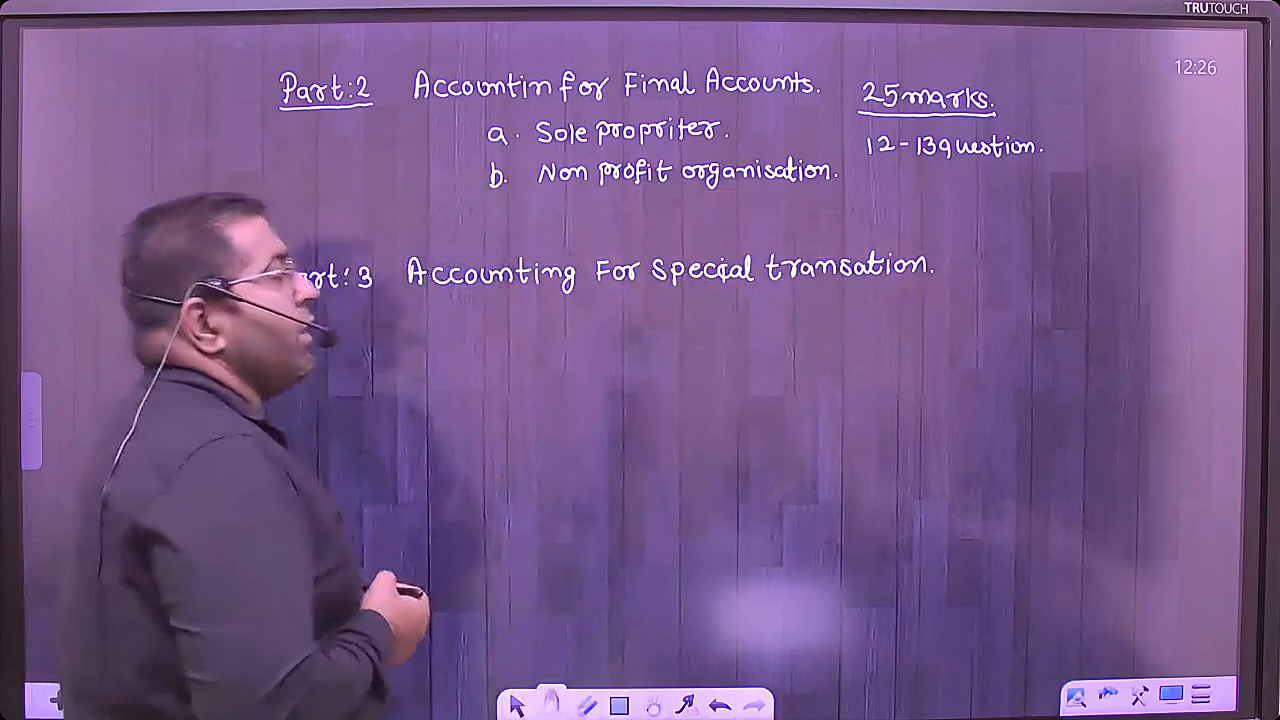 TRUTOUCH
12:26
Part:2 Accountin for Final Accounts. 25 marks.
a. Sole propriter. 12-13 question.
b. Non profit organisation.
art:3 Accounting For special transation.